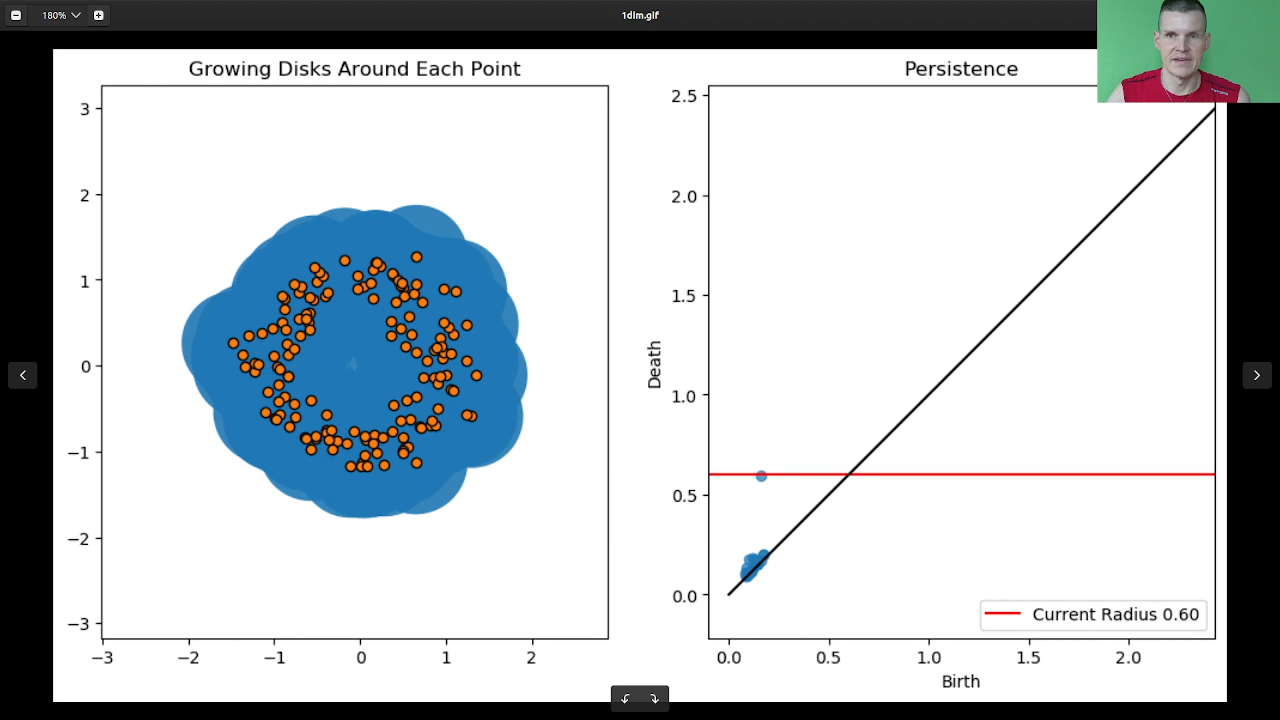 180%
1dlm.gif
Growing Disks Around Each Point
3
2
1
0
−1
−2
−3
−3 −2 −1 0 1 2
Persistence
2.5
2.0
1.5
1.0
0.5
0.0
Death
Current Radius 0.60
0.0 0.5 1.0 1.5 2.0
Birth